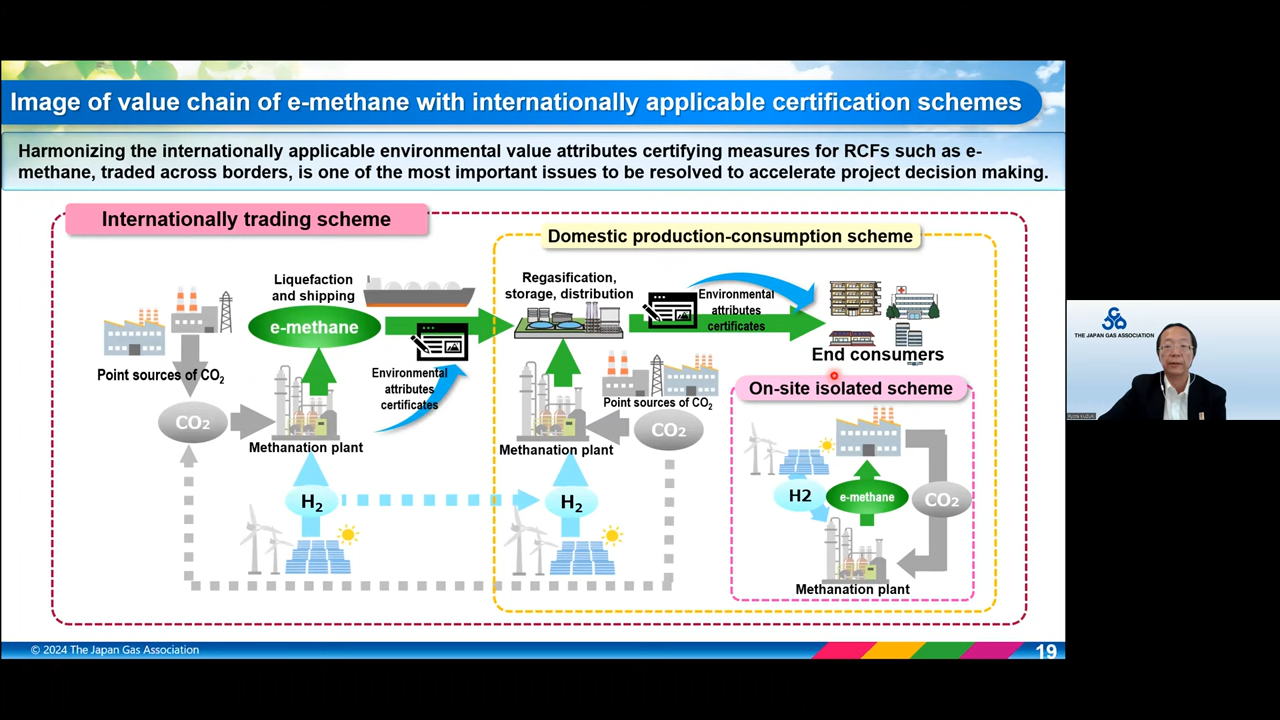 Image of value chain of e-methane with internationally applicable certification schemes
Harmonizing the internationally applicable environmental value attributes certifying measures for RCFs such as e-
methane, traded across borders, is one of the most important issues to be resolved to accelerate project decision making.
Internationally trading scheme
Domestic production-consumption scheme
Liquefaction
and shipping
e-methane
Point sources of CO₂
CO₂
Methanation plant
Environmental
attributes
certificates
H₂
Regasification,
storage, distribution
Environmental
attributes
certificates
End consumers
Point sources of CO₂
CO₂
Methanation plant
H₂
On-site isolated scheme
H2
e-methane
CO₂
Methanation plant
© 2024 The Japan Gas Association
19
THE JAPAN GAS ASSOCIATION